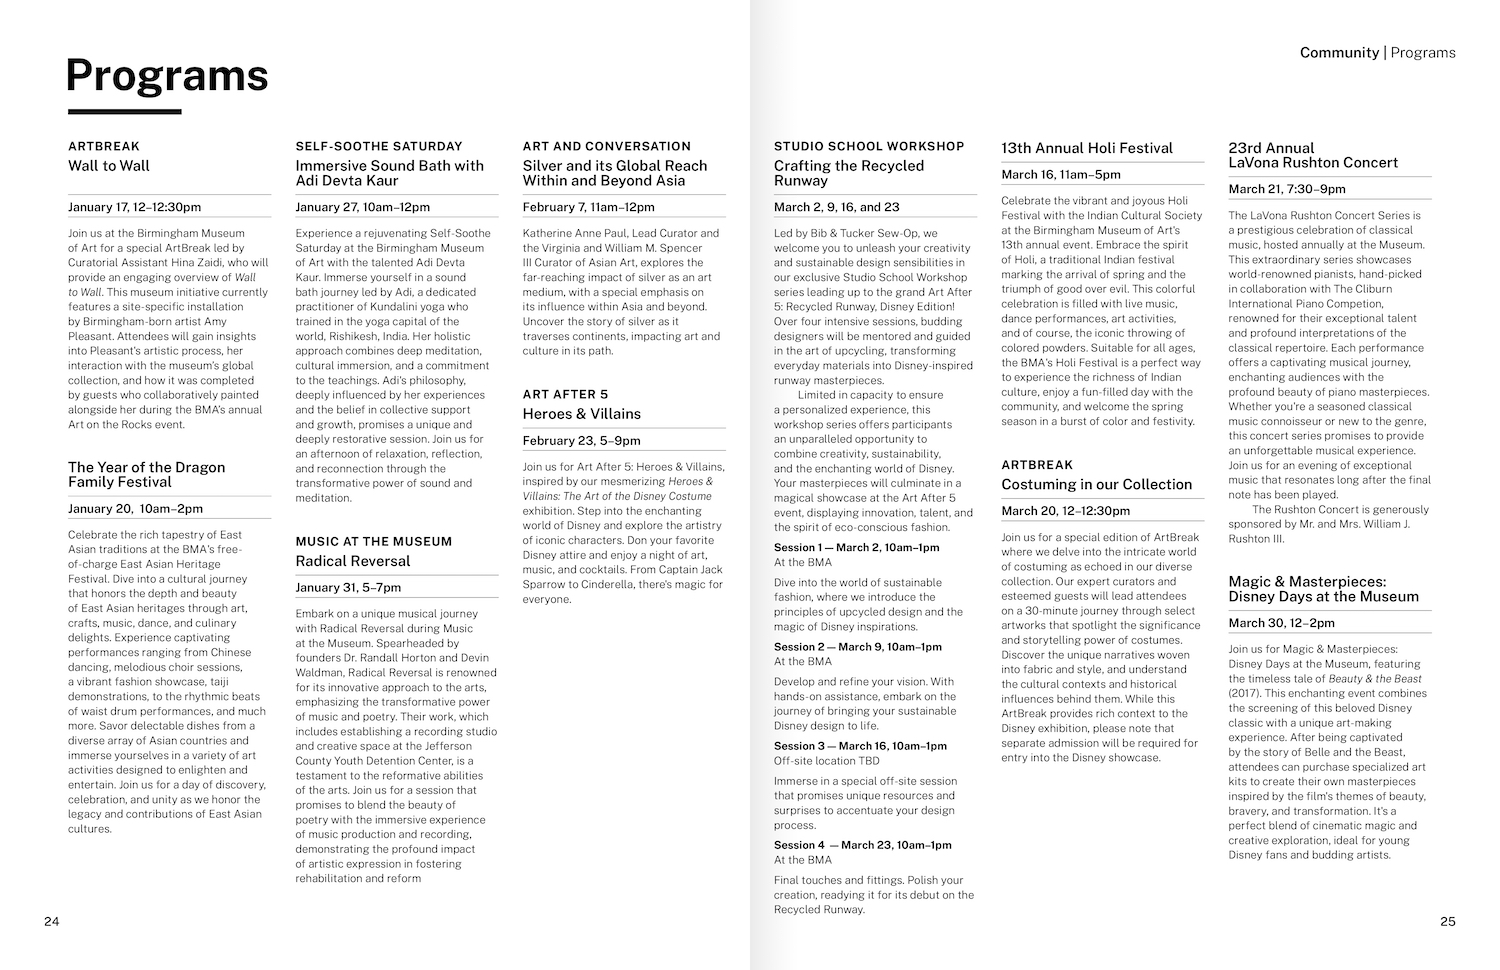 Programs
ARTBREAK
Wall to Wall
January 17, 12–12:30pm
Join us at the Birmingham Museum
of Art for a special ArtBreak led by
Curatorial Assistant Hina Zaidi, who will
provide an engaging overview of Wall
to Wall. This museum initiative currently
features a site-specific installation
by Birmingham-born artist Amy
Pleasant. Attendees will gain insights
into Pleasant's artistic process, her
interaction with the museum's global
collection, and how it was completed
by guests who collaboratively painted
alongside her during the BMA's annual
Art on the Rocks event.
The Year of the Dragon
Family Festival
January 20, 10am–2pm
Celebrate the rich tapestry of East
Asian traditions at the BMA's free-
of-charge East Asian Heritage
Festival. Dive into a cultural journey
that honors the depth and beauty
of East Asian heritages through art,
crafts, music, dance, and culinary
delights. Experience captivating
performances ranging from Chinese
dancing, melodious choir sessions,
a vibrant fashion showcase, taiji
demonstrations, to the rhythmic beats
of waist drum performances, and much
more. Savor delectable dishes from a
diverse array of Asian countries and
immerse yourselves in a variety of art
activities designed to enlighten and
entertain. Join us for a day of discovery,
celebration, and unity as we honor the
legacy and contributions of East Asian
cultures.
SELF-SOOTHE SATURDAY
Immersive Sound Bath with
Adi Devta Kaur
January 27, 10am–12pm
Experience a rejuvenating Self-Soothe
Saturday at the Birmingham Museum
of Art with the talented Adi Devta
Kaur. Immerse yourself in a sound
bath journey led by Adi, a dedicated
practitioner of Kundalini yoga who
trained in the yoga capital of the
world, Rishikesh, India. Her holistic
approach combines deep meditation,
cultural immersion, and a commitment
to the teachings. Adi's philosophy,
deeply influenced by her experiences
and the belief in collective support
and growth, promises a unique and
deeply restorative session. Join us for
an afternoon of relaxation, reflection,
and reconnection through the
transformative power of sound and
meditation.
MUSIC AT THE MUSEUM
Radical Reversal
January 31, 5–7pm
Embark on a unique musical journey
with Radical Reversal during Music
at the Museum. Spearheaded by
founders Dr. Randall Horton and Devin
Waldman, Radical Reversal is renowned
for its innovative approach to the arts,
emphasizing the transformative power
of music and poetry. Their work, which
includes establishing a recording studio
and creative space at the Jefferson
County Youth Detention Center, is a
testament to the reformative abilities
of the arts. Join us for a session that
promises to blend the beauty of
poetry with the immersive experience
of music production and recording,
demonstrating the profound impact
of artistic expression in fostering
rehabilitation and reform
ART AND CONVERSATION
Silver and its Global Reach
Within and Beyond Asia
February 7, 11am–12pm
Katherine Anne Paul, Lead Curator and
the Virginia and William M. Spencer
III Curator of Asian Art, explores the
far-reaching impact of silver as an art
medium, with a special emphasis on
its influence within Asia and beyond.
Uncover the story of silver as it
traverses continents, impacting art and
culture in its path.
ART AFTER 5
Heroes & Villains
February 23, 5–9pm
Join us for Art After 5: Heroes & Villains,
inspired by our mesmerizing Heroes &
Villains: The Art of the Disney Costume
exhibition. Step into the enchanting
world of Disney and explore the artistry
of iconic characters. Don your favorite
Disney attire and enjoy a night of art,
music, and cocktails. From Captain Jack
Sparrow to Cinderella, there's magic for
everyone.
24
Community | Programs
STUDIO SCHOOL WORKSHOP
Crafting the Recycled
Runway
March 2, 9, 16, and 23
Led by Bib & Tucker Sew-Op, we
welcome you to unleash your creativity
and sustainable design sensibilities in
our exclusive Studio School Workshop
series leading up to the grand Art After
5: Recycled Runway, Disney Edition!
Over four intensive sessions, budding
designers will be mentored and guided
in the art of upcycling, transforming
everyday materials into Disney-inspired
runway masterpieces.
Limited in capacity to ensure
a personalized experience, this
workshop series offers participants
an unparalleled opportunity to
combine creativity, sustainability,
and the enchanting world of Disney.
Your masterpieces will culminate in a
magical showcase at the Art After 5
event, displaying innovation, talent, and
the spirit of eco-conscious fashion.
Session 1 — March 2, 10am–1pm
At the BMA
Dive into the world of sustainable
fashion, where we introduce the
principles of upcycled design and the
magic of Disney inspirations.
Session 2 — March 9, 10am–1pm
At the BMA
Develop and refine your vision. With
hands-on assistance, embark on the
journey of bringing your sustainable
Disney design to life.
Session 3 — March 16, 10am–1pm
Off-site location TBD
Immerse in a special off-site session
that promises unique resources and
surprises to accentuate your design
process.
Session 4 — March 23, 10am–1pm
At the BMA
Final touches and fittings. Polish your
creation, readying it for its debut on the
Recycled Runway.
13th Annual Holi Festival
March 16, 11am–5pm
Celebrate the vibrant and joyous Holi
Festival with the Indian Cultural Society
at the Birmingham Museum of Art's
13th annual event. Embrace the spirit
of Holi, a traditional Indian festival
marking the arrival of spring and the
triumph of good over evil. This colorful
celebration is filled with live music,
dance performances, art activities,
and of course, the iconic throwing of
colored powders. Suitable for all ages,
the BMA's Holi Festival is a perfect way
to experience the richness of Indian
culture, enjoy a fun-filled day with the
community, and welcome the spring
season in a burst of color and festivity.
ARTBREAK
Costuming in our Collection
March 20, 12–12:30pm
Join us for a special edition of ArtBreak
where we delve into the intricate world
of costuming as echoed in our diverse
collection. Our expert curators and
esteemed guests will lead attendees
on a 30-minute journey through select
artworks that spotlight the significance
and storytelling power of costumes.
Discover the unique narratives woven
into fabric and style, and understand
the cultural contexts and historical
influences behind them. While this
ArtBreak provides rich context to the
Disney exhibition, please note that
separate admission will be required for
entry into the Disney showcase.
23rd Annual
LaVona Rushton Concert
March 21, 7:30–9pm
The LaVona Rushton Concert Series is
a prestigious celebration of classical
music, hosted annually at the Museum.
This extraordinary series showcases
world-renowned pianists, hand-picked
in collaboration with The Cliburn
International Piano Competion,
renowned for their exceptional talent
and profound interpretations of the
classical repertoire. Each performance
offers a captivating musical journey,
enchanting audiences with the
profound beauty of piano masterpieces.
Whether you're a seasoned classical
music connoisseur or new to the genre,
this concert series promises to provide
an unforgettable musical experience.
Join us for an evening of exceptional
music that resonates long after the final
note has been played.
The Rushton Concert is generously
sponsored by Mr. and Mrs. William J.
Rushton III.
Magic & Masterpieces:
Disney Days at the Museum
March 30, 12–2pm
Join us for Magic & Masterpieces:
Disney Days at the Museum, featuring
the timeless tale of Beauty & the Beast
(2017). This enchanting event combines
the screening of this beloved Disney
classic with a unique art-making
experience. After being captivated
by the story of Belle and the Beast,
attendees can purchase specialized art
kits to create their own masterpieces
inspired by the film's themes of beauty,
bravery, and transformation. It's a
perfect blend of cinematic magic and
creative exploration, ideal for young
Disney fans and budding artists.
25